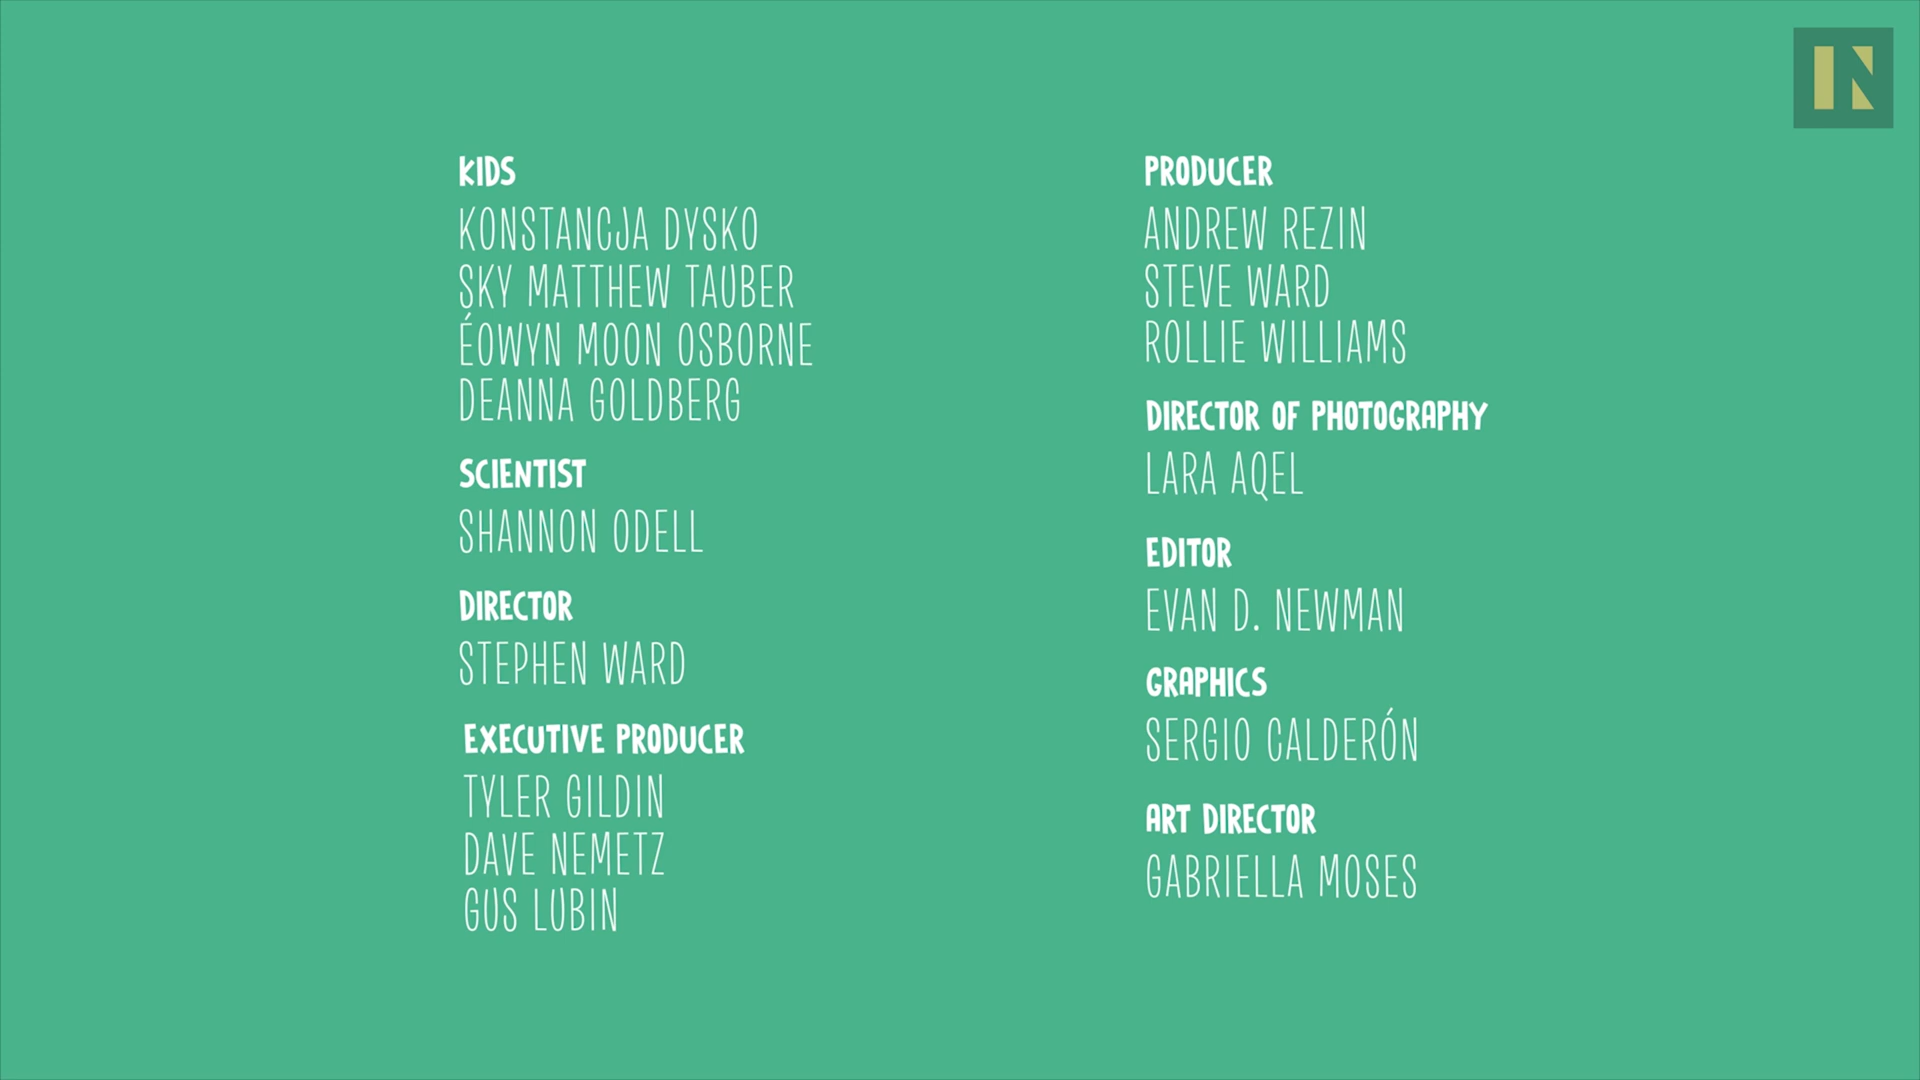 IN
KIDS
KONSTANCJA DYSKO
SKY MATTHEW TAUBER
ÉOWYN MOON OSBORNE
DEANNA GOLDBERG
SCIENTIST
SHANNON ODELL
DIRECTOR
STEPHEN WARD
EXECUTIVE PRODUCER
TYLER GILDIN
DAVE NEMETZ
GUS LUBIN
PRODUCER
ANDREW REZIN
STEVE WARD
ROLLIE WILLIAMS
DIRECTOR OF PHOTOGRAPHY
LARA AQEL
EDITOR
EVAN D. NEWMAN
GRAPHICS
SERGIO CALDERÓN
ART DIRECTOR
GABRIELLA MOSES